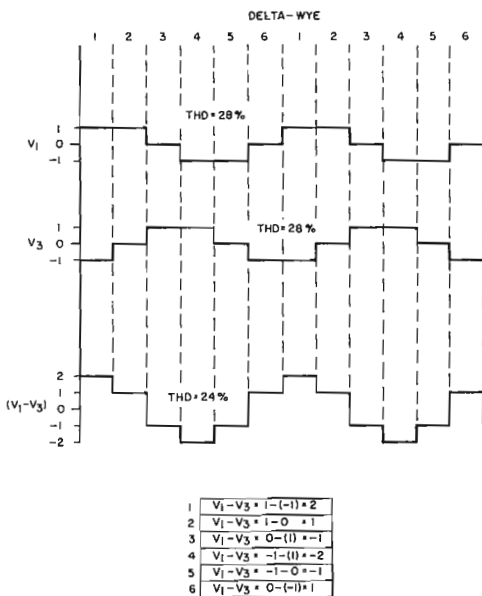 DELTA-WYE
1 2 3 4 5 6 1 2 3 4 5 6
THD=28%
1
V1 0
-1
THD=28%
1
V3 0
-1
2
1
THD=24%
(V1-V3) 0
-1
-2
1 V1-V3 = 1-(-1)= 2
2 V1-V3 = 1-0 = 1
3 V1-V3 = 0-(1) = -1
4 V1-V3 = -1-(1)= -2
5 V1-V3 = -1-0 = -1
6 V1-V3 = 0-(-1)= 1